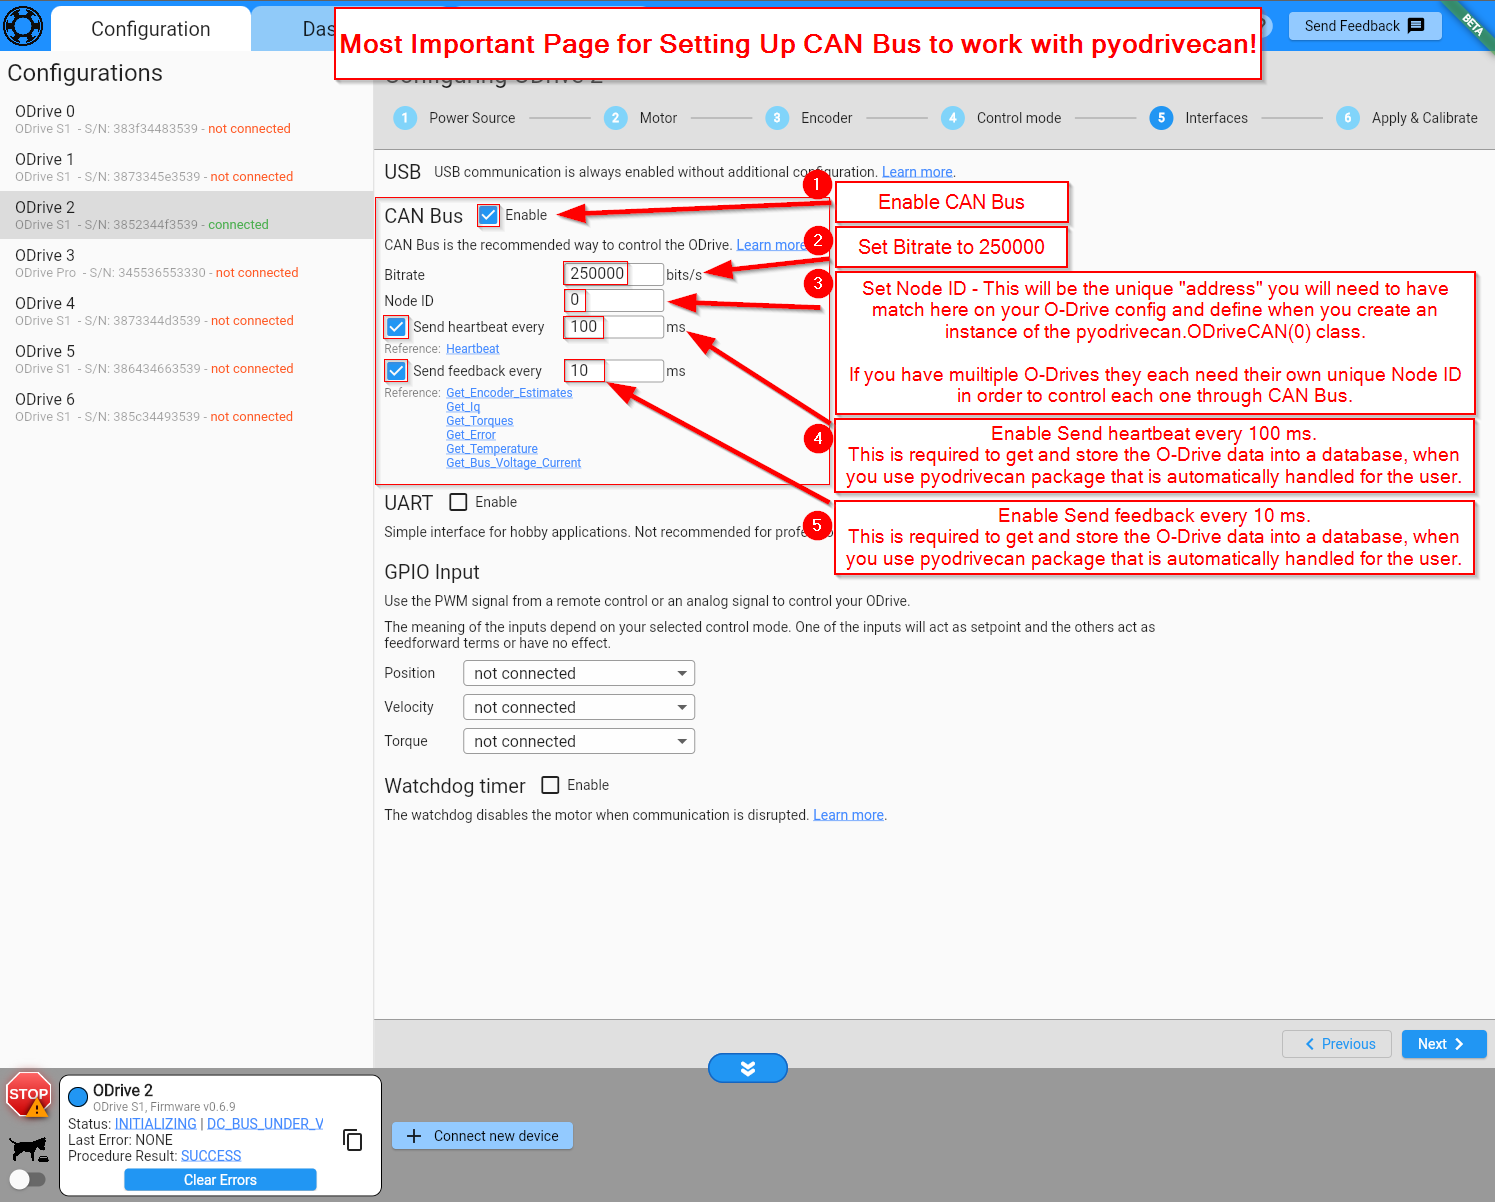 Configuration
Das
Most Important Page for Setting Up CAN Bus to work with pyodrivecan!
Send Feedback
BETA
Configurations
ODrive 0
ODrive S1 - S/N: 383f34483539 - not connected
ODrive 1
ODrive S1 - S/N: 3873345e3539 - not connected
ODrive 2
ODrive S1 - S/N: 3852344f3539 - connected
ODrive 3
ODrive Pro - S/N: 345536553330 - not connected
ODrive 4
ODrive S1 - S/N: 3873344d3539 - not connected
ODrive 5
ODrive S1 - S/N: 386434663539 - not connected
ODrive 6
ODrive S1 - S/N: 385c34493539 - not connected
Configuring ODrive 2
1 Power Source
2 Motor
3 Encoder
4 Control mode
5 Interfaces
6 Apply & Calibrate
USB USB communication is always enabled without additional configuration. Learn more.
CAN Bus Enable
CAN Bus is the recommended way to control the ODrive. Learn more
Bitrate 250000 bits/s
Node ID 0
Send heartbeat every 100 ms
Reference: Heartbeat
Send feedback every 10 ms
Reference: Get_Encoder_Estimates
Get_Iq
Get_Torques
Get_Error
Get_Temperature
Get_Bus_Voltage_Current
1
Enable CAN Bus
2
Set Bitrate to 250000
3
Set Node ID - This will be the unique "address" you will need to have
match here on your O-Drive config and define when you create an
instance of the pyodrivecan.ODriveCAN(0) class.
If you have muiltiple O-Drives they each need their own unique Node ID
in order to control each one through CAN Bus.
4
Enable Send heartbeat every 100 ms.
This is required to get and store the O-Drive data into a database, when
you use pyodrivecan package that is automatically handled for the user.
5
Enable Send feedback every 10 ms.
This is required to get and store the O-Drive data into a database, when
you use pyodrivecan package that is automatically handled for the user.
UART Enable
Simple interface for hobby applications. Not recommended for profe
GPIO Input
Use the PWM signal from a remote control or an analog signal to control your ODrive.
The meaning of the inputs depend on your selected control mode. One of the inputs will act as setpoint and the others act as
feedforward terms or have no effect.
Position not connected
Velocity not connected
Torque not connected
Watchdog timer Enable
The watchdog disables the motor when communication is disrupted. Learn more.
Previous
Next
STOP
ODrive 2
ODrive S1, Firmware v0.6.9
Status: INITIALIZING | DC_BUS_UNDER_V
Last Error: NONE
Procedure Result: SUCCESS
Clear Errors
Connect new device